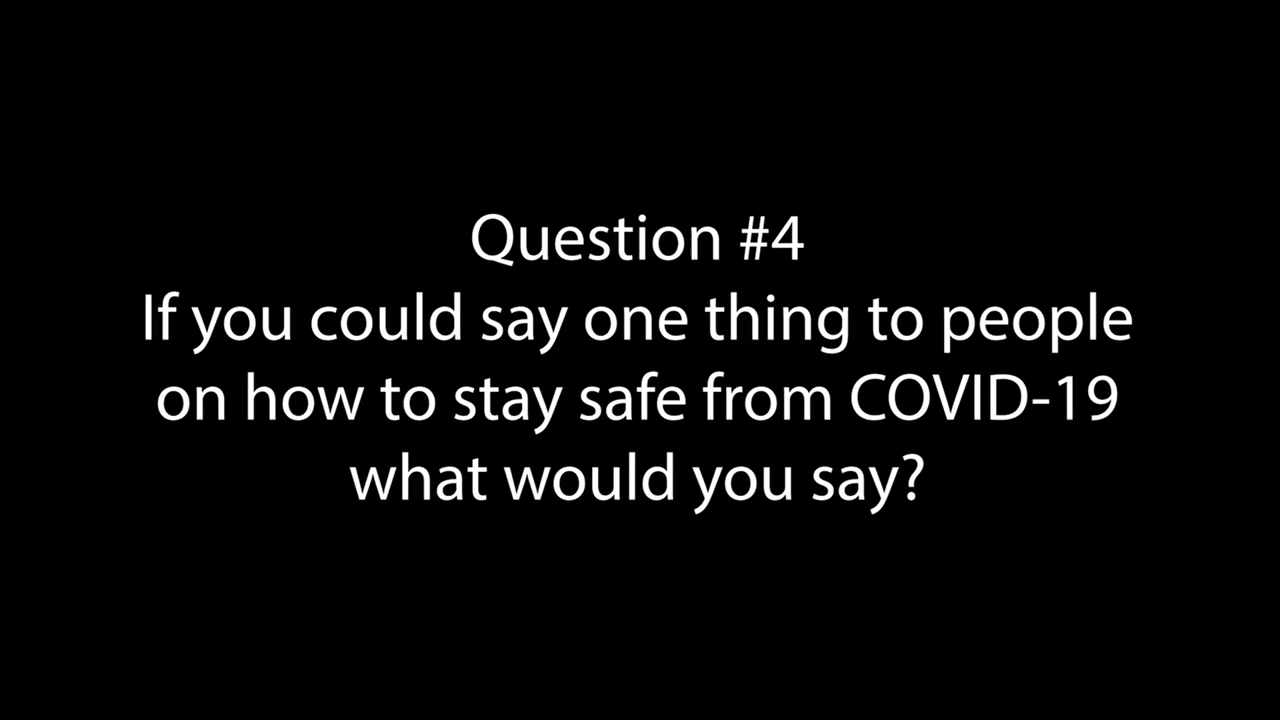 Question #4
If you could say one thing to people
on how to stay safe from COVID-19
what would you say?